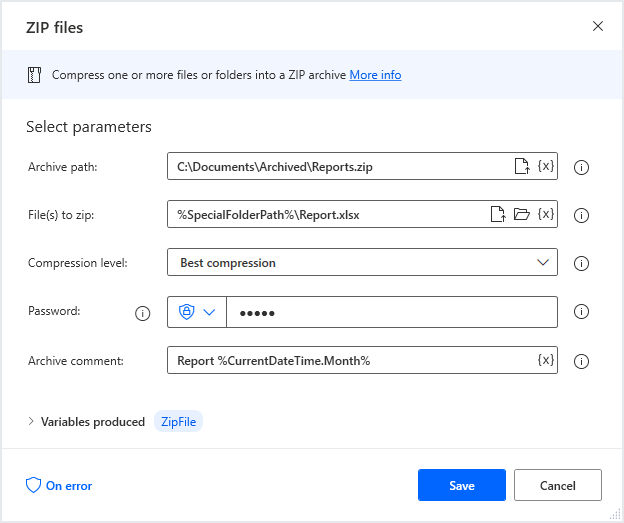 ZIP files
Compress one or more files or folders into a ZIP archive More info
Select parameters
Archive path: C:\Documents\Archived\Reports.zip {x}
File(s) to zip: %SpecialFolderPath%\Report.xlsx {x}
Compression level: Best compression
Password: •••••
Archive comment: Report %CurrentDateTime.Month% {x}
Variables produced ZipFile
On error Save Cancel